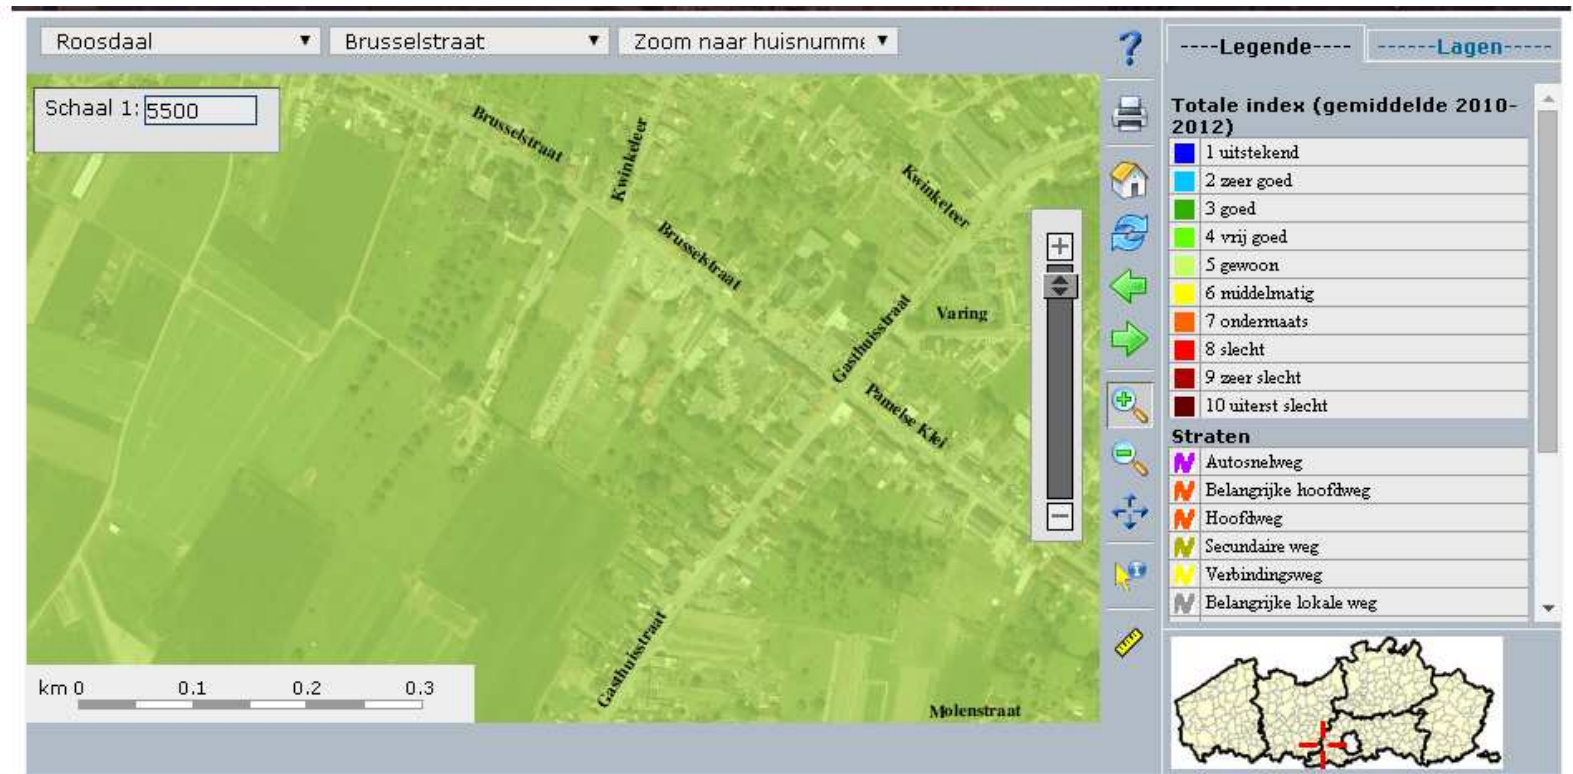 Roosdaal
Brusselstraat
Zoom naar huisnumme
----Legende----
------Lagen-----
Schaal 1: 5500
Brusselstraat
Kwinkeleer
Kwinkeleer
Brusselstraat
Varing
Gasthuisstraat
Pamelse Klei
Gasthuisstraat
Molenstraat
km 0 0.1 0.2 0.3
Totale index (gemiddelde 2010-
2012)
1 uitstekend
2 zeer goed
3 goed
4 vrij goed
5 gewoon
6 middelmatig
7 ondermaats
8 slecht
9 zeer slecht
10 uiterst slecht
Straten
Autosnelweg
Belangrijke hoofdweg
Hoofdweg
Secundaire weg
Verbindingsweg
Belangrijke lokale weg